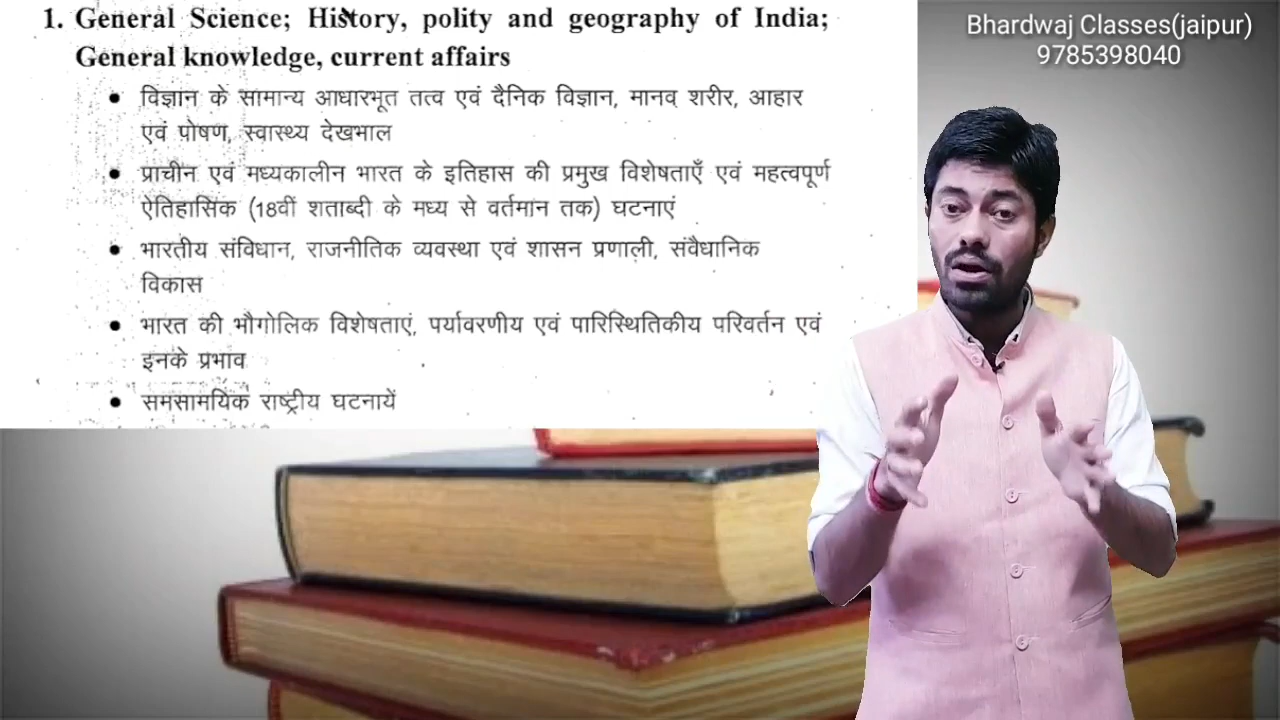 1. General Science; History, polity and geography of India;
General knowledge, current affairs
• विज्ञान के सामान्य आधारभूत तत्व एवं दैनिक विज्ञान, मानव शरीर, आहार
एवं पोषण, स्वास्थ्य देखभाल
• प्राचीन एवं मध्यकालीन भारत के इतिहास की प्रमुख विशेषताएँ एवं महत्वपूर्ण
ऐतिहासिक (18वीं शताब्दी के मध्य से वर्तमान तक) घटनाएं
• भारतीय संविधान, राजनीतिक व्यवस्था एवं शासन प्रणाली, संवैधानिक
विकास
• भारत की भौगोलिक विशेषताएं, पर्यावरणीय एवं पारिस्थितिकीय परिवर्तन एवं
इनके प्रभाव
• समसामयिक राष्ट्रीय घटनायें
Bhardwaj Classes(jaipur)
9785398040